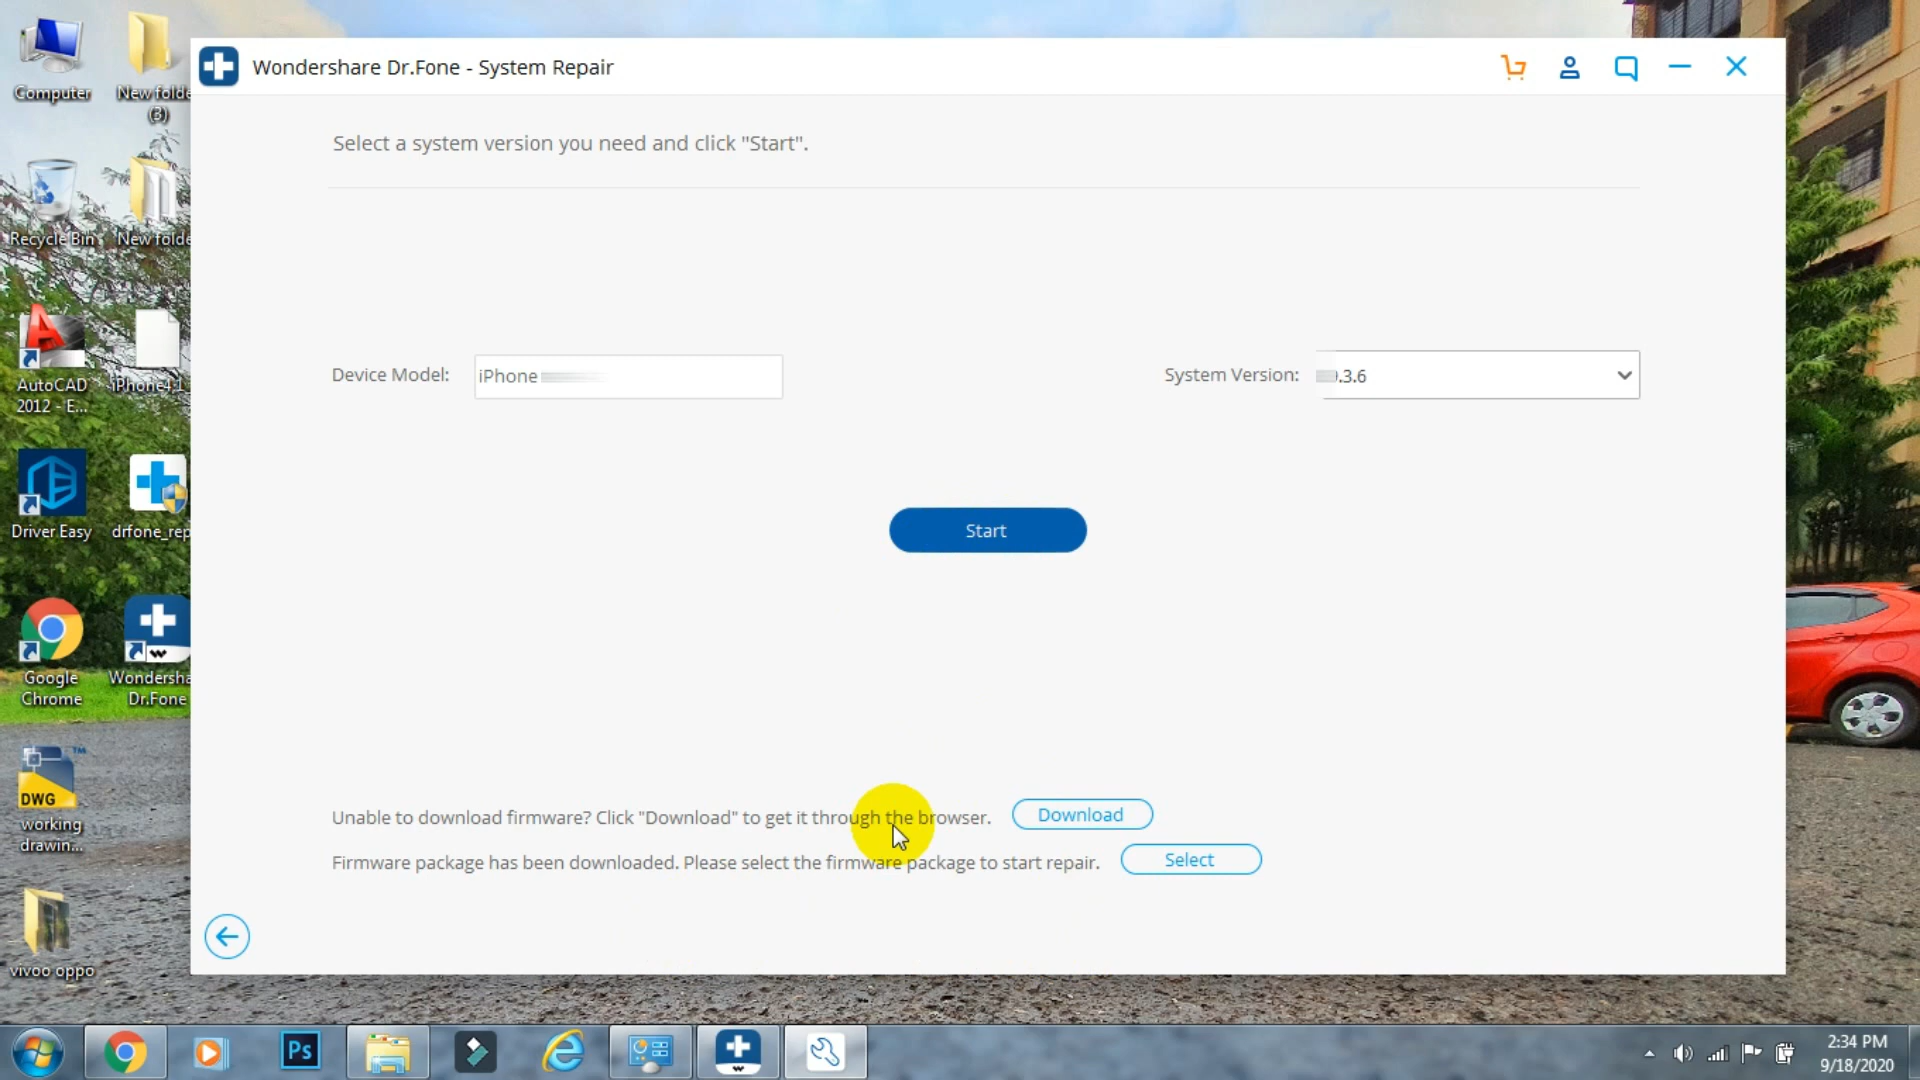 Computer
New folde
(3)
Recycle Bin
New folde
AutoCAD
2012 - E...
iPhone4,1
Driver Easy
drfone_rep
Google
Chrome
Wondersha
Dr.Fone
DWG
working
drawin...
vivoo oppo
Wondershare Dr.Fone - System Repair
Select a system version you need and click "Start".
Device Model:
iPhone
System Version:
.3.6
Start
Unable to download firmware? Click "Download" to get it through the browser.
Download
Firmware package has been downloaded. Please select the firmware package to start repair.
Select
Ps
2:34 PM
9/18/2020